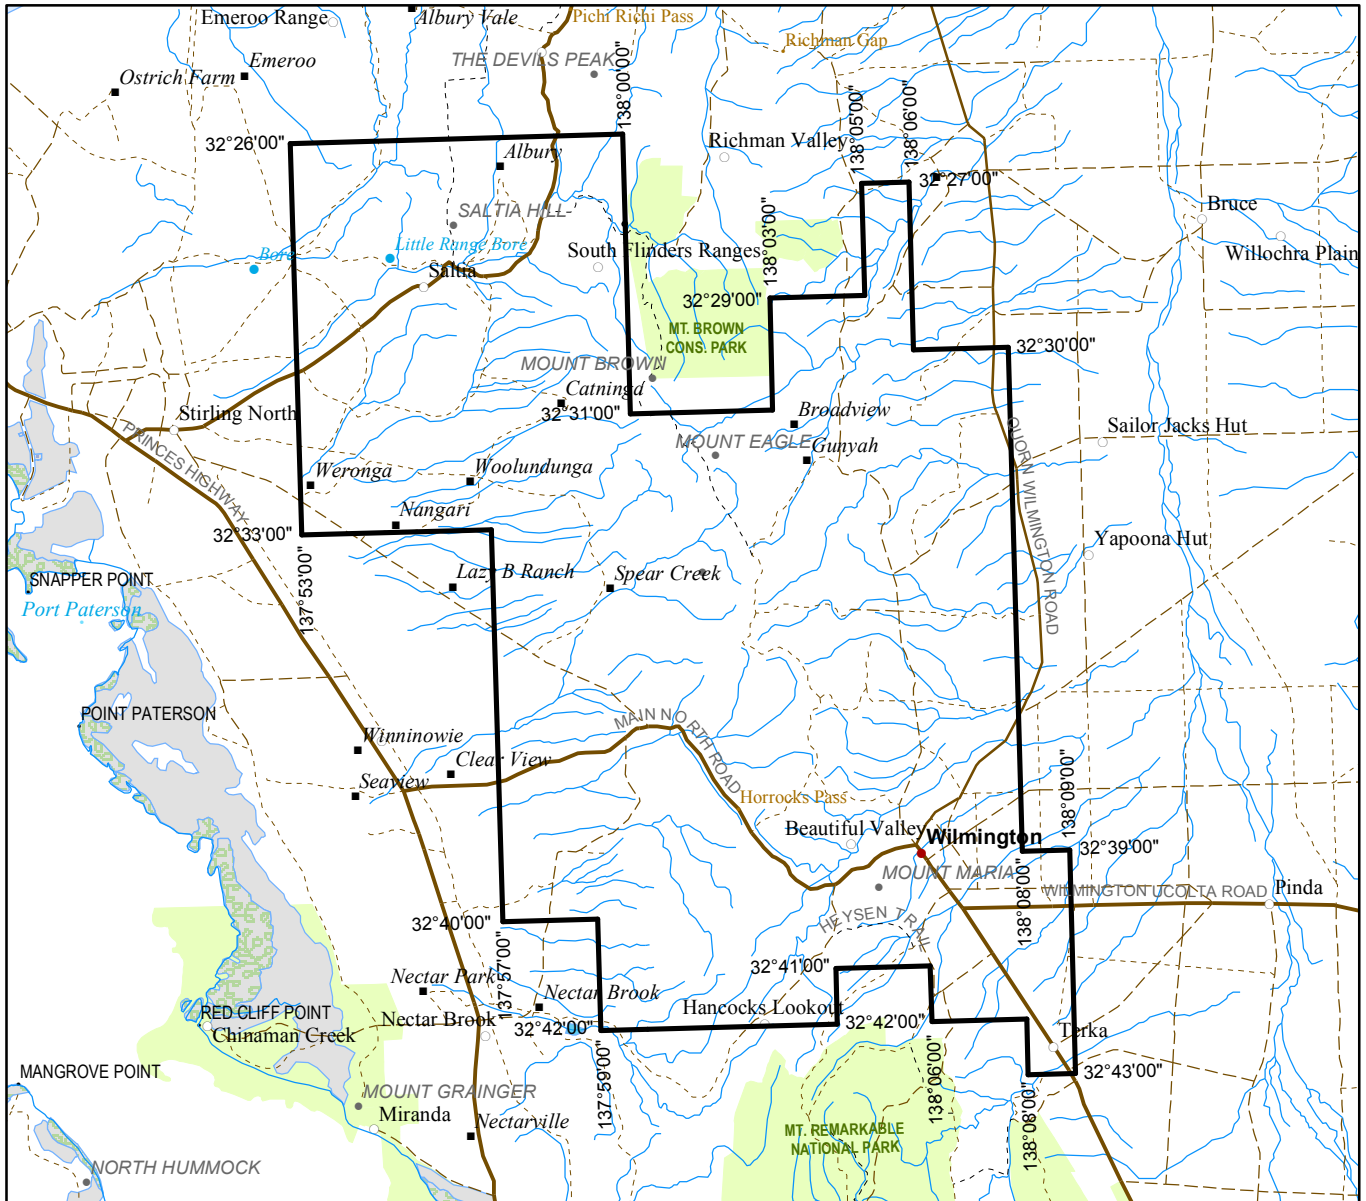 Emeroo Range
Albury Vale
Pichi Richi Pass
Richman Gap
THE DEVILS PEAK
Emeroo
Ostrich Farm
138°00'00"
138°05'00"
138°06'00"
32°26'00"
Albury
Richman Valley
32°27'00"
Bruce
SALTIA HILL
138°03'00"
Willochra Plain
Bore
Little Range Bore
Saltia
South Flinders Ranges
32°29'00"
MT. BROWN
CONS. PARK
32°30'00"
MOUNT BROWN
Catninga
32°31'00"
Broadview
Stirling North
PRINCES HIGHWAY
MOUNT EAGLE
Gunyah
QUORN WILMINGTON ROAD
Sailor Jacks Hut
Weronga
Woolundunga
Nangari
32°33'00"
137°53'00"
Yapoona Hut
SNAPPER POINT
Port Paterson
Lazy B Ranch
Spear Creek
POINT PATERSON
MAIN NORTH ROAD
Winninowie
Clear View
Seaview
Horrocks Pass
138°09'00"
Beautiful Valley
Wilmington
32°39'00"
MOUNT MARIA
138°08'00"
WILMINGTON UCOLTA ROAD
Pinda
HEYSEN TRAIL
32°40'00"
137°57'00"
32°41'00"
Nectar Park
Nectar Brook
RED CLIFF POINT
Chinaman Creek
Nectar Brook
32°42'00"
Hancocks Lookout
32°42'00"
Terka
137°59'00"
138°06'00"
138°08'00"
32°43'00"
MANGROVE POINT
MOUNT GRAINGER
Miranda
Nectarville
MT. REMARKABLE
NATIONAL PARK
NORTH HUMMOCK